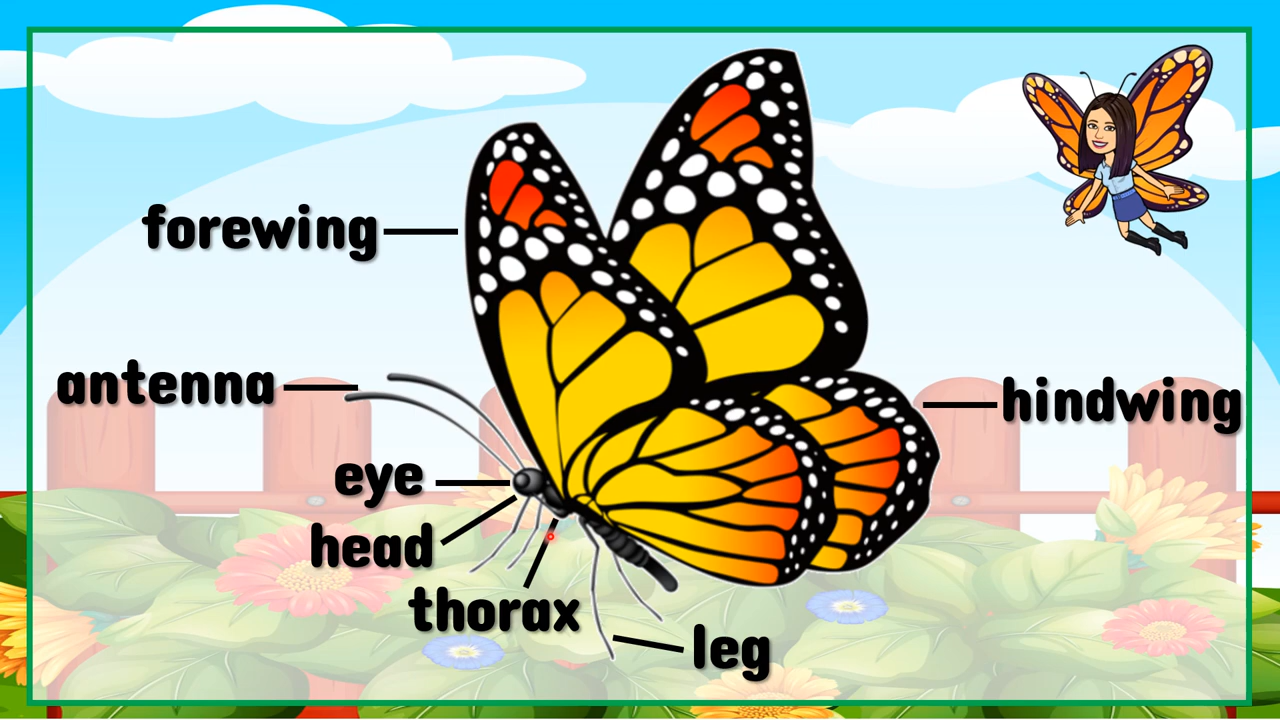 forewing
antenna
hindwing
eye
head
thorax
leg